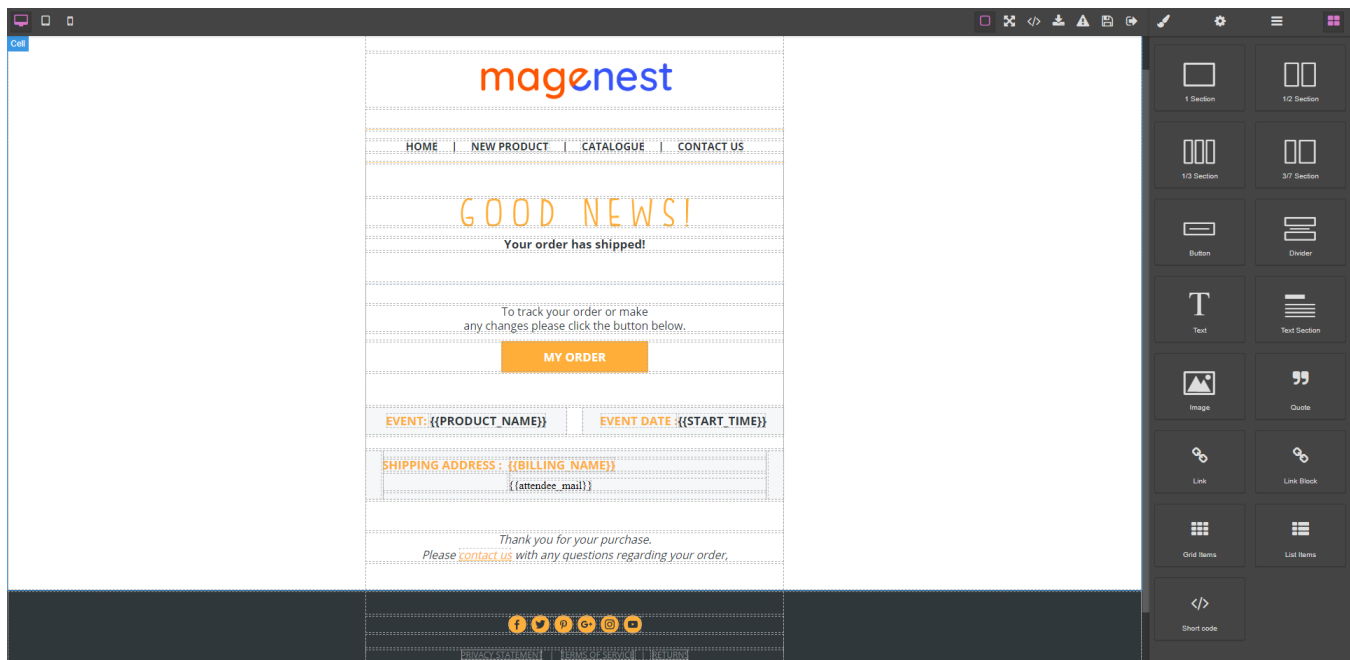 Cell
magenest
HOME | NEW PRODUCT | CATALOGUE | CONTACT US
GOOD NEWS!
Your order has shipped!
To track your order or make
any changes please click the button below.
MY ORDER
EVENT: {{PRODUCT_NAME}} EVENT DATE :{{START_TIME}}
SHIPPING ADDRESS : {{BILLING_NAME}}
{{attendee_mail}}
Thank you for your purchase.
Please contact us with any questions regarding your order,
PRIVACY STATEMENT | TERMS OF SERVICE | RETURNS
1 Section 1/2 Section
1/3 Section 3/7 Section
Button Divider
Text Text Section
Image Quote
Link Link Block
Grid Items List Items
Short code